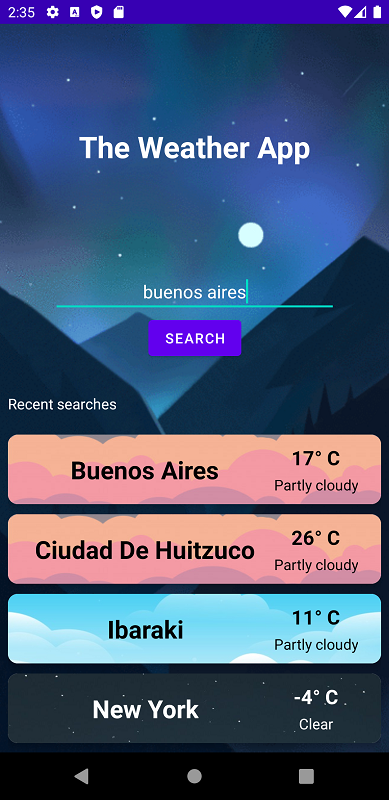 2:35
The Weather App
buenos aires
SEARCH
Recent searches
Buenos Aires
17° C
Partly cloudy
Ciudad De Huitzuco
26° C
Partly cloudy
Ibaraki
11° C
Partly cloudy
New York
-4° C
Clear